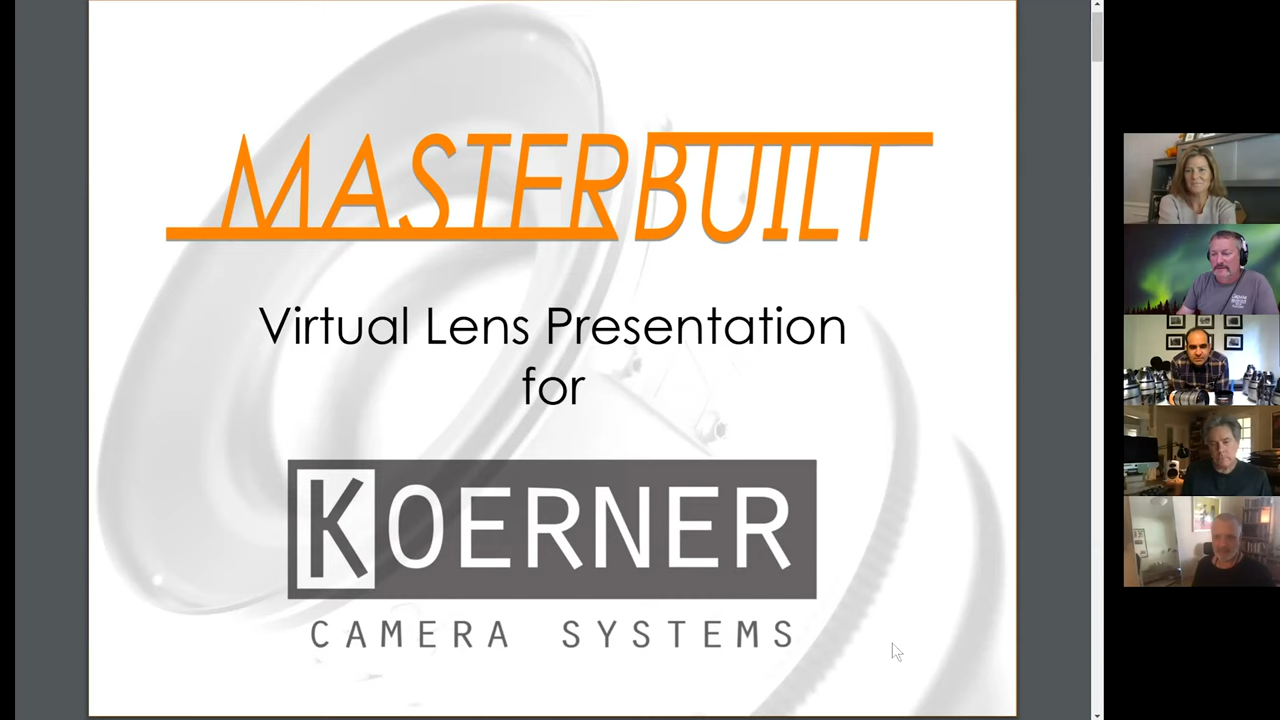 MASTERBUILT
Virtual Lens Presentation
for
KOERNER
CAMERA SYSTEMS